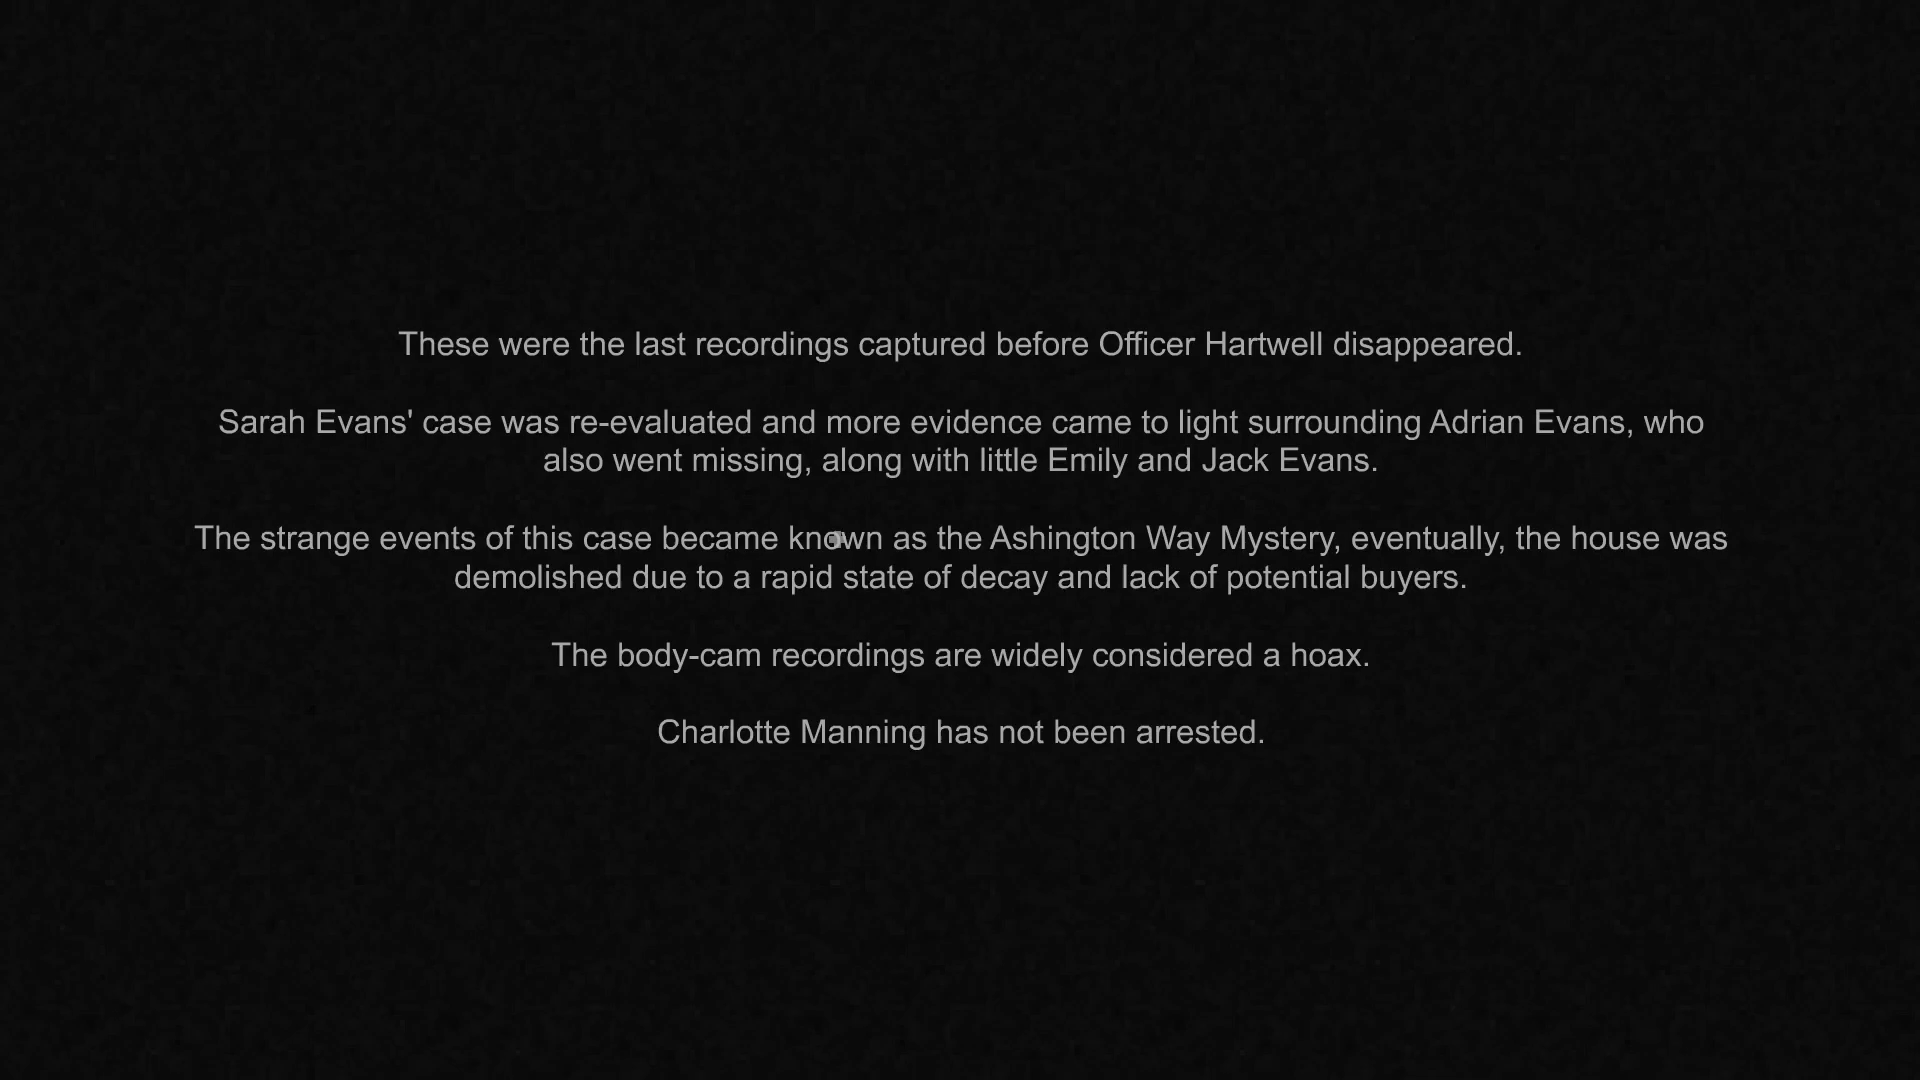 These were the last recordings captured before Officer Hartwell disappeared.
Sarah Evans' case was re-evaluated and more evidence came to light surrounding Adrian Evans, who
also went missing, along with little Emily and Jack Evans.
The strange events of this case became known as the Ashington Way Mystery, eventually, the house was
demolished due to a rapid state of decay and lack of potential buyers.
The body-cam recordings are widely considered a hoax.
Charlotte Manning has not been arrested.